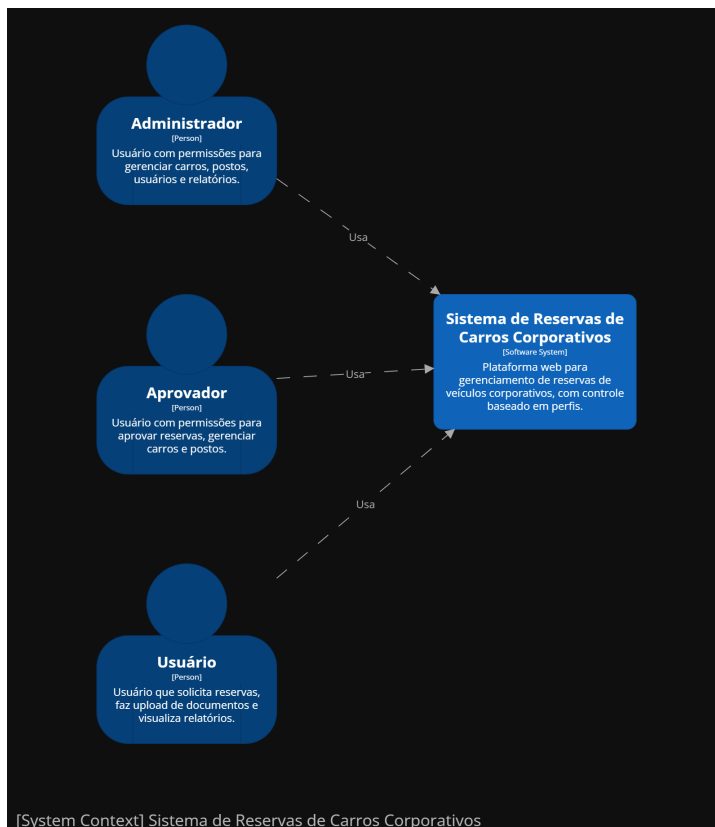 Administrador
[Person]
Usuário com permissões para
gerenciar carros, postos,
usuários e relatórios.
Usa
Sistema de Reservas de
Carros Corporativos
[Software System]
Plataforma web para
gerenciamento de reservas de
veículos corporativos, com controle
baseado em perfis.
Aprovador
[Person]
Usuário com permissões para
aprovar reservas, gerenciar
carros e postos.
Usa
Usa
Usuário
[Person]
Usuário que solicita reservas,
faz upload de documentos e
visualiza relatórios.
[System Context] Sistema de Reservas de Carros Corporativos